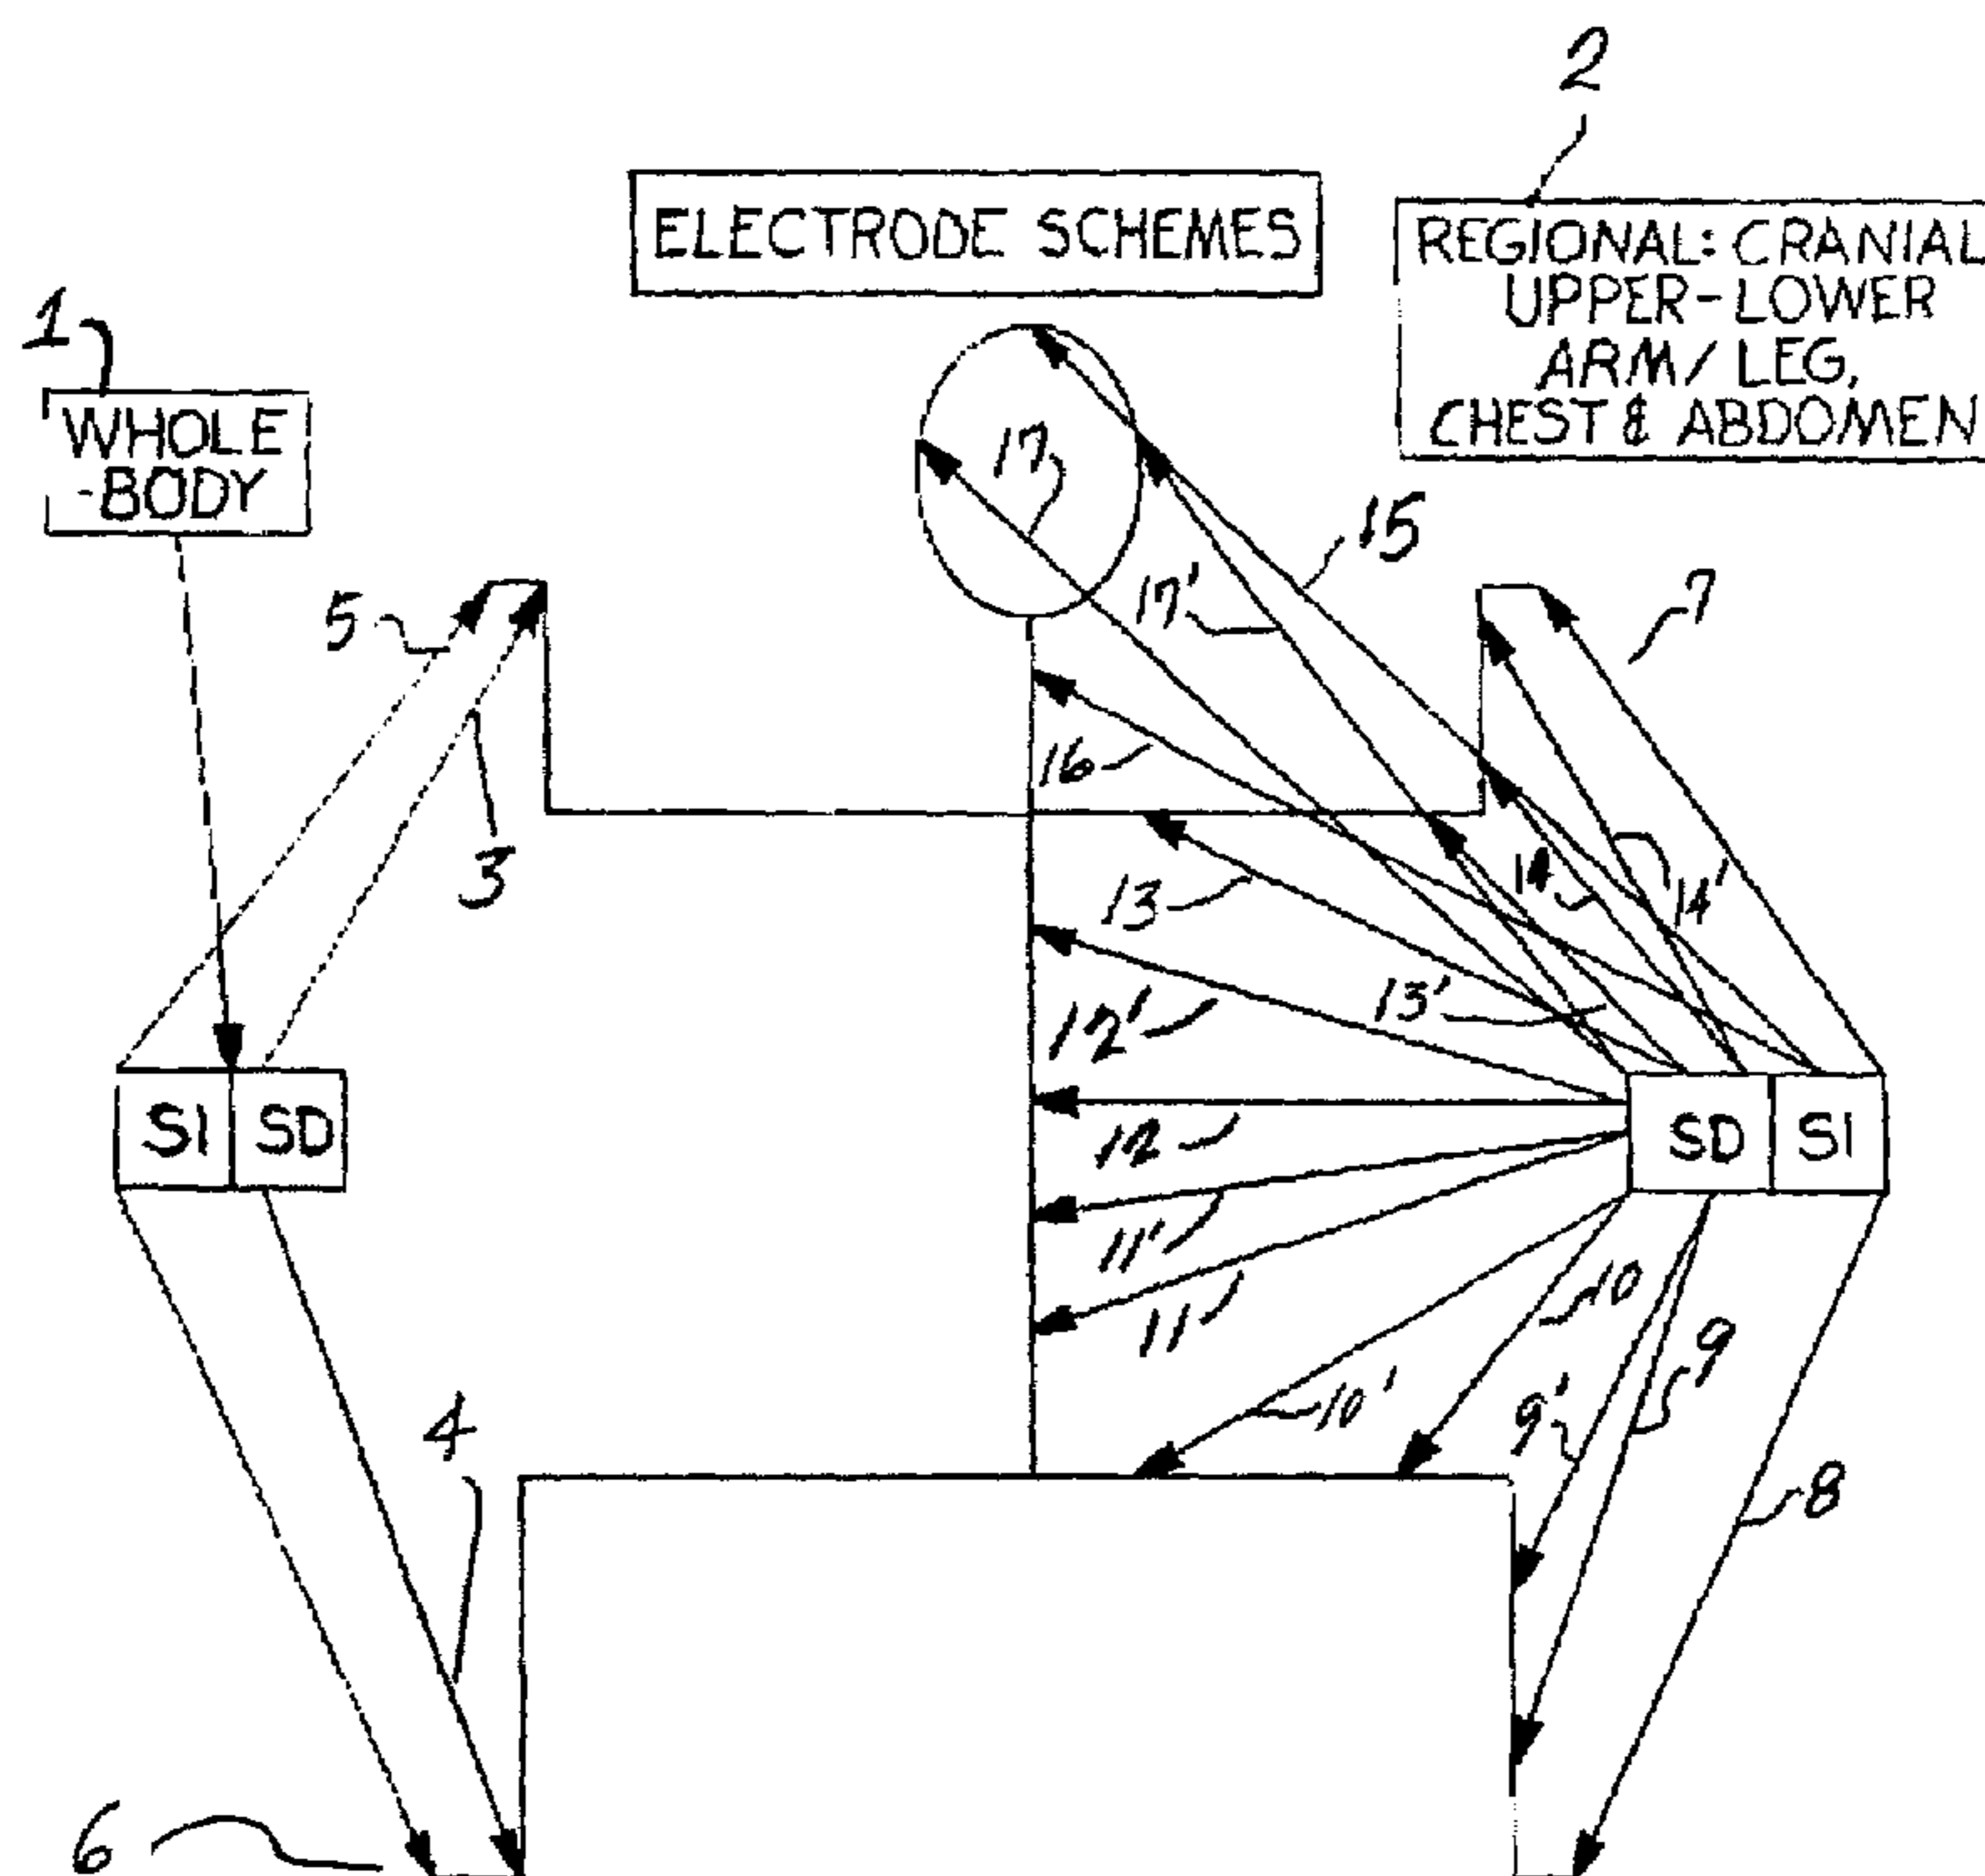 2
ELECTRODE SCHEMES
REGIONAL: CRANIAL
UPPER-LOWER
ARM/ LEG,
CHEST & ABDOMEN
1
WHOLE
-BODY
17
15
5
17'
7
16
3
13
14
14
13'
12'
SI SD
12
SD SI
11'
10
11
9
10'
9'
4
8
6